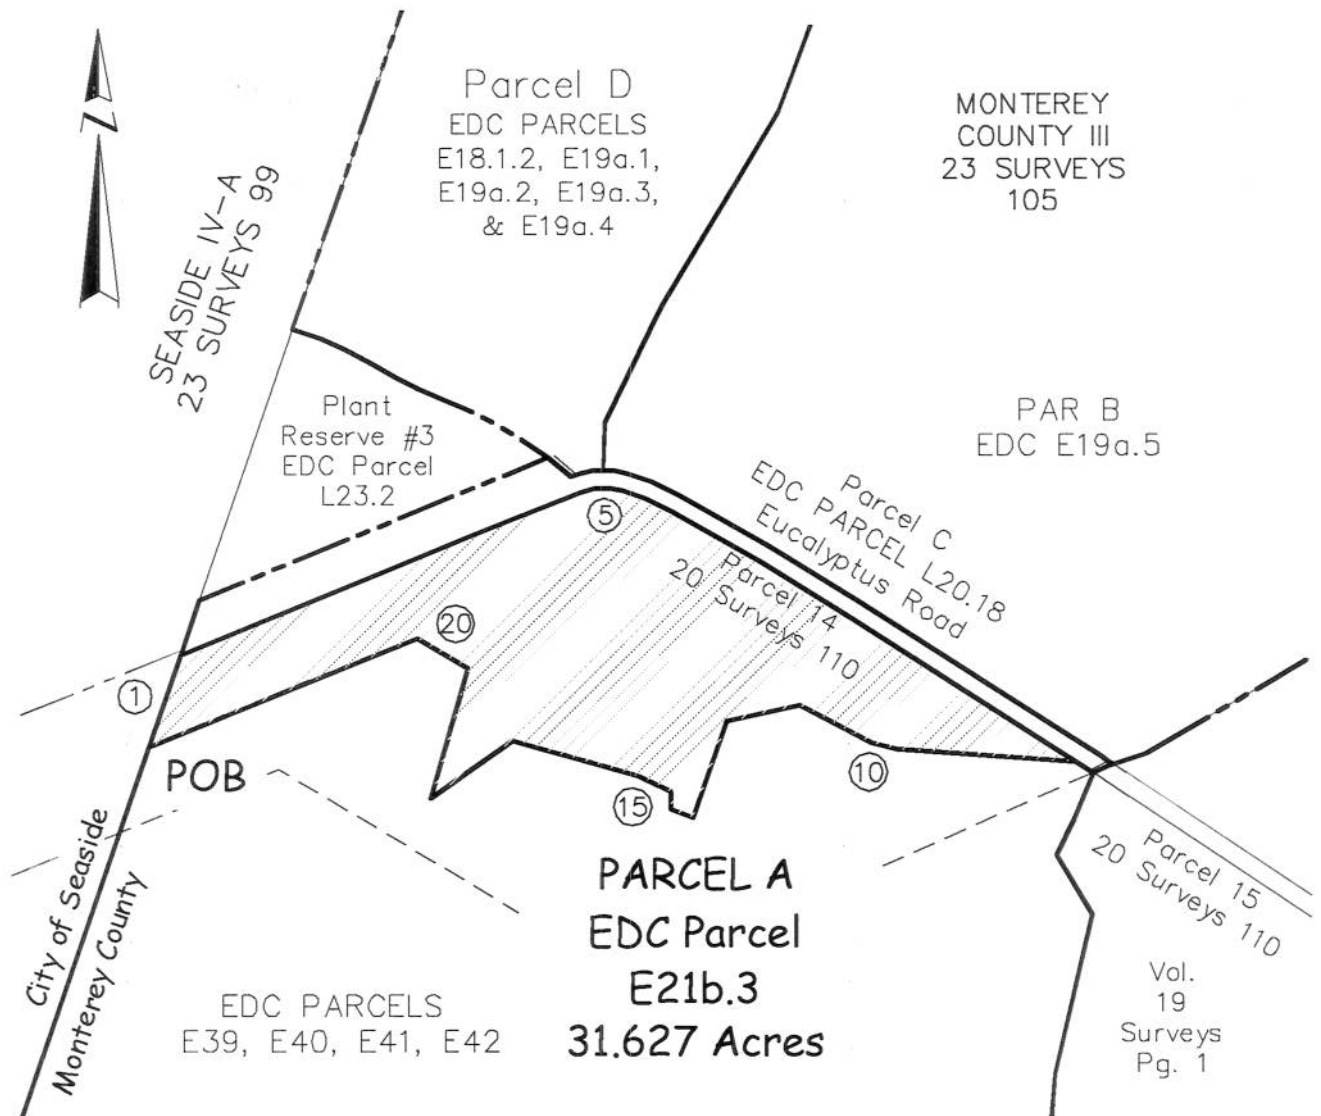 Parcel D
EDC PARCELS
E18.1.2, E19a.1,
E19a.2, E19a.3,
& E19a.4
MONTEREY
COUNTY III
23 SURVEYS
105
SEASIDE IV-A
23 SURVEYS 99
Plant
Reserve #3
EDC Parcel
L23.2
PAR B
EDC E19a.5
Parcel C
EDC PARCEL L20.18
Eucalyptus Road
5
Parcel 14
20 Surveys 110
20
1
POB
10
15
PARCEL A
EDC Parcel
E21b.3
31.627 Acres
Parcel 15
20 Surveys 110
City of Seaside
Monterey County
EDC PARCELS
E39, E40, E41, E42
Vol.
19
Surveys
Pg. 1